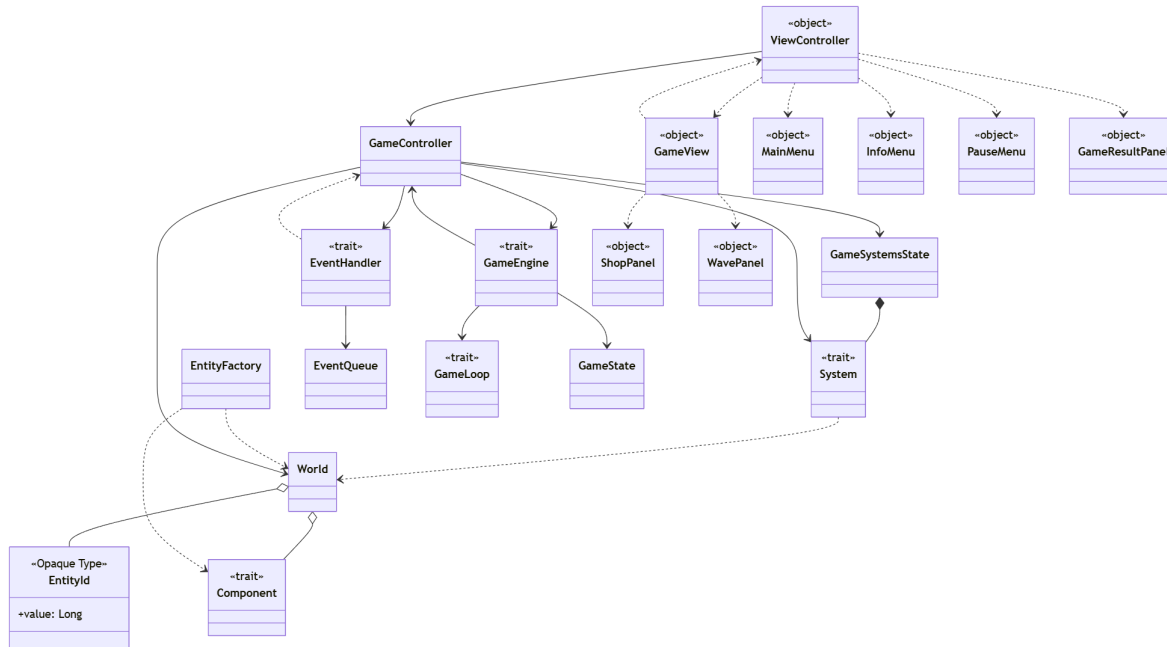 «object»
ViewController
GameController
«object»
GameView
«object»
MainMenu
«object»
InfoMenu
«object»
PauseMenu
«object»
GameResultPanel
«trait»
EventHandler
«trait»
GameEngine
«object»
ShopPanel
«object»
WavePanel
GameSystemsState
EntityFactory
EventQueue
«trait»
GameLoop
GameState
«trait»
System
World
«Opaque Type»
EntityId
+value: Long
«trait»
Component